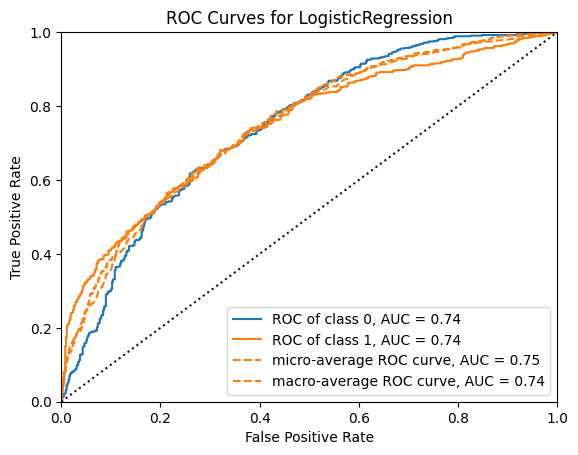 ROC Curves for LogisticRegression
1.0
0.8
0.6
0.4
0.2
0.0
True Positive Rate
ROC of class 0, AUC = 0.74
ROC of class 1, AUC = 0.74
micro-average ROC curve, AUC = 0.75
macro-average ROC curve, AUC = 0.74
0.0 0.2 0.4 0.6 0.8 1.0
False Positive Rate